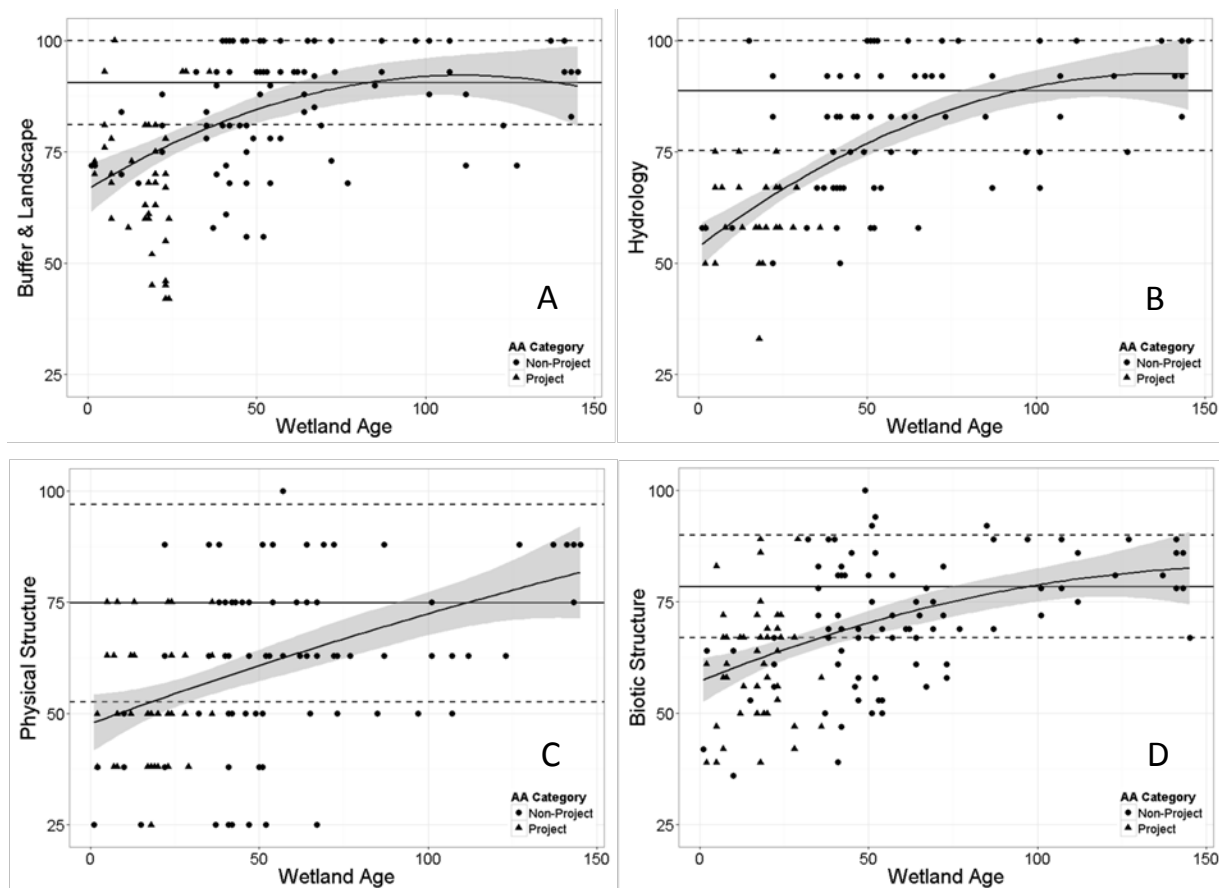 100
75
50
25
Buffer & Landscape
A
AA Category
Non-Project
Project
0
50
100
150
Wetland Age
100
75
50
25
Hydrology
B
AA Category
Non-Project
Project
0
50
100
150
Wetland Age
100
75
50
25
Physical Structure
C
AA Category
Non-Project
Project
0
50
100
150
Wetland Age
100
75
50
25
Biotic Structure
D
AA Category
Non-Project
Project
0
50
100
150
Wetland Age